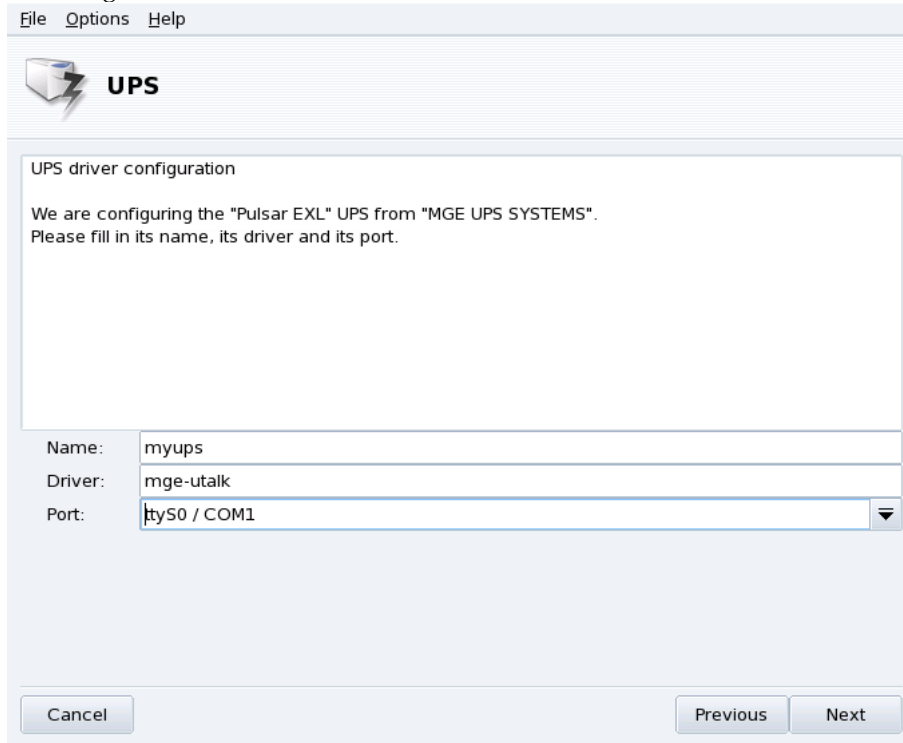 File Options Help
UPS
UPS driver configuration
We are configuring the "Pulsar EXL" UPS from "MGE UPS SYSTEMS".
Please fill in its name, its driver and its port.
Name: myups
Driver: mge-utalk
Port: ttyS0 / COM1
Cancel Previous Next